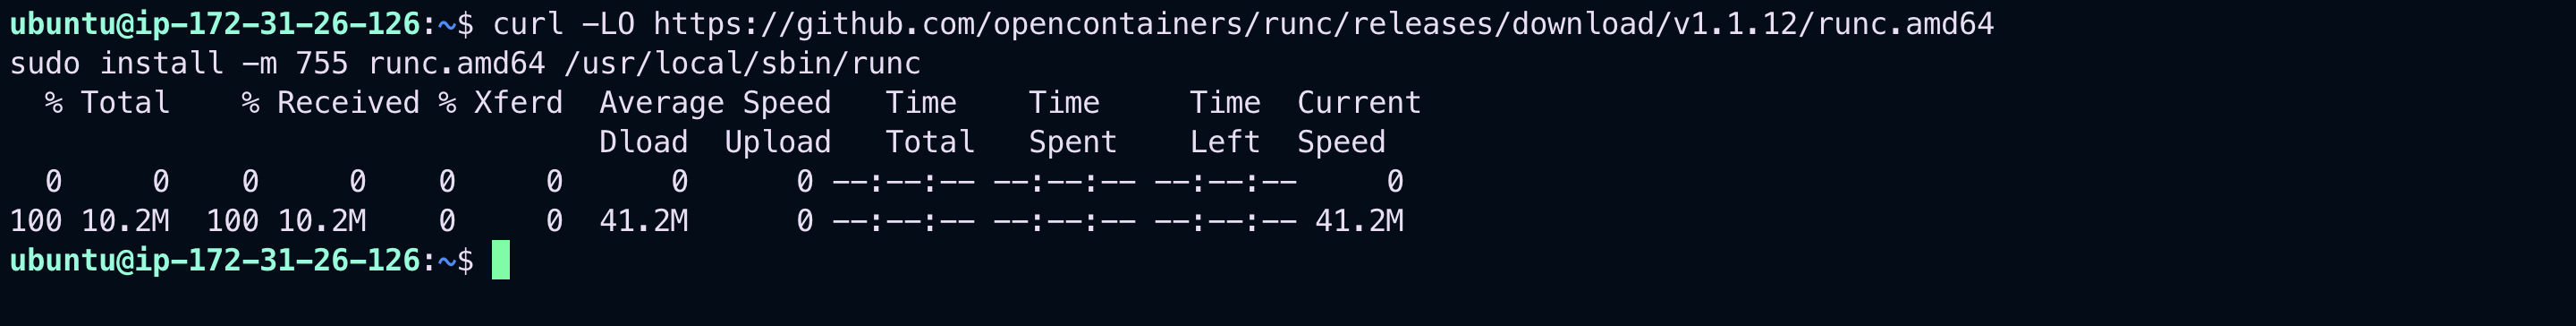 ubuntu@ip-172-31-26-126:~$ curl -LO https://github.com/opencontainers/runc/releases/download/v1.1.12/runc.amd64
sudo install -m 755 runc.amd64 /usr/local/sbin/runc
  % Total    % Received % Xferd  Average Speed   Time    Time     Time  Current
                                 Dload  Upload   Total   Spent    Left  Speed
  0     0    0     0    0     0      0      0 --:--:-- --:--:-- --:--:--     0
100 10.2M  100 10.2M    0     0  41.2M      0 --:--:-- --:--:-- --:--:-- 41.2M
ubuntu@ip-172-31-26-126:~$